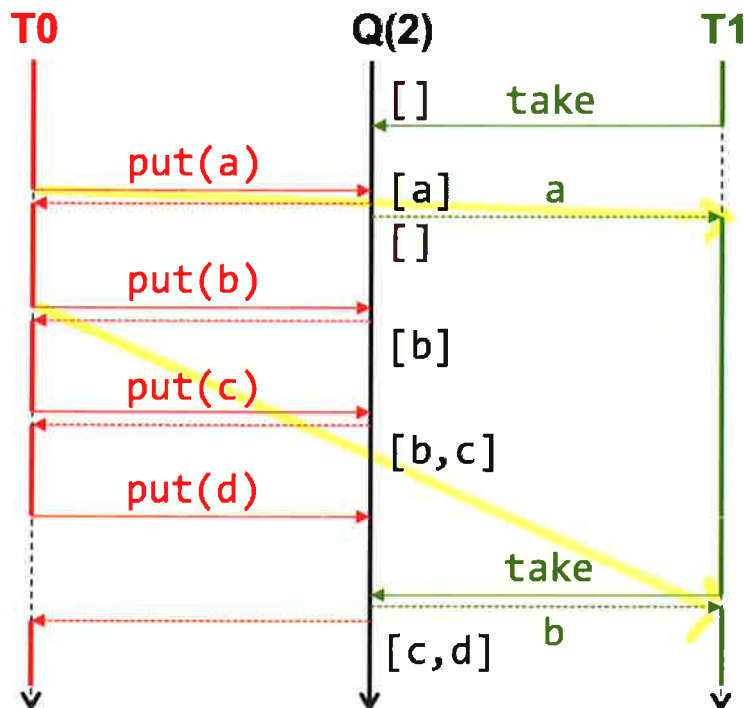 T0 Q(2) T1
[] take
put(a)
[a] a
[]
put(b)
[b]
put(c)
[b,c]
put(d)
take
b
[c,d]